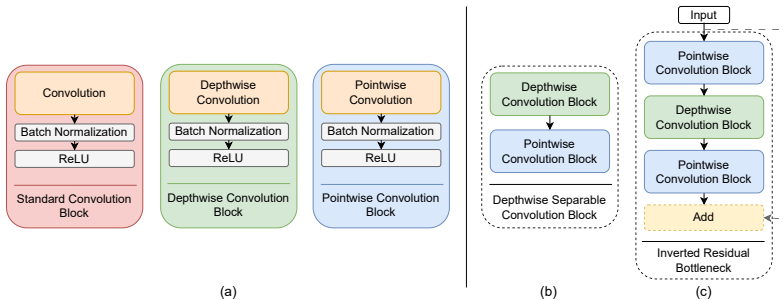 Convolution
Batch Normalization
ReLU
Standard Convolution
Block
Depthwise
Convolution
Batch Normalization
ReLU
Depthwise Convolution
Block
Pointwise
Convolution
Batch Normalization
ReLU
Pointwise Convolution
Block
(a)
Depthwise
Convolution Block
Pointwise
Convolution Block
Depthwise Separable
Convolution Block
(b)
Input
Pointwise
Convolution Block
Depthwise
Convolution Block
Pointwise
Convolution Block
Add
Inverted Residual
Bottleneck
(c)